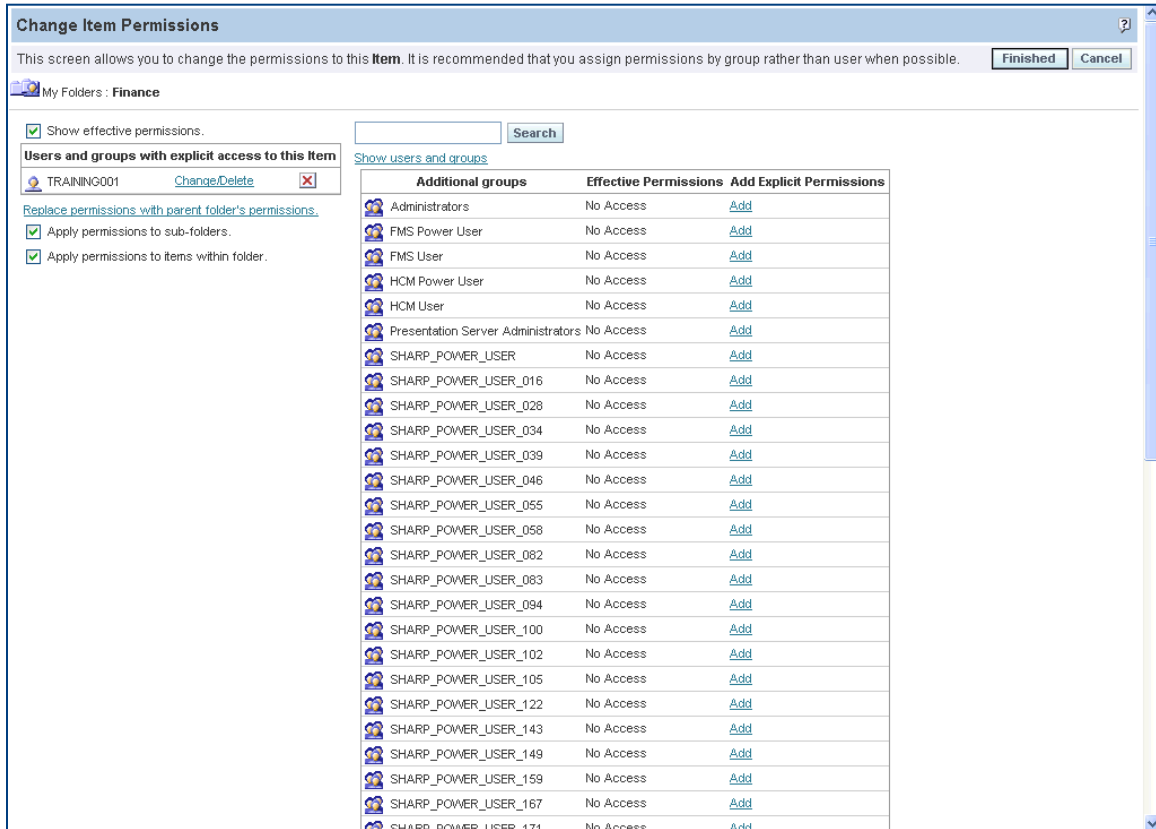 Change Item Permissions
This screen allows you to change the permissions to this Item. It is recommended that you assign permissions by group rather than user when possible. Finished Cancel
My Folders : Finance
Show effective permissions.
Users and groups with explicit access to this Item
TRAINING001 Change/Delete
Replace permissions with parent folder's permissions.
Apply permissions to sub-folders.
Apply permissions to items within folder.
Search
Show users and groups
Additional groups Effective Permissions Add Explicit Permissions
Administrators No Access Add
FMS Power User No Access Add
FMS User No Access Add
HCM Power User No Access Add
HCM User No Access Add
Presentation Server Administrators No Access Add
SHARP_POWER_USER No Access Add
SHARP_POWER_USER_016 No Access Add
SHARP_POWER_USER_028 No Access Add
SHARP_POWER_USER_034 No Access Add
SHARP_POWER_USER_039 No Access Add
SHARP_POWER_USER_046 No Access Add
SHARP_POWER_USER_055 No Access Add
SHARP_POWER_USER_058 No Access Add
SHARP_POWER_USER_082 No Access Add
SHARP_POWER_USER_083 No Access Add
SHARP_POWER_USER_094 No Access Add
SHARP_POWER_USER_100 No Access Add
SHARP_POWER_USER_102 No Access Add
SHARP_POWER_USER_105 No Access Add
SHARP_POWER_USER_122 No Access Add
SHARP_POWER_USER_143 No Access Add
SHARP_POWER_USER_149 No Access Add
SHARP_POWER_USER_159 No Access Add
SHARP_POWER_USER_167 No Access Add
SHARP_POWER_USER_171 No Access Add